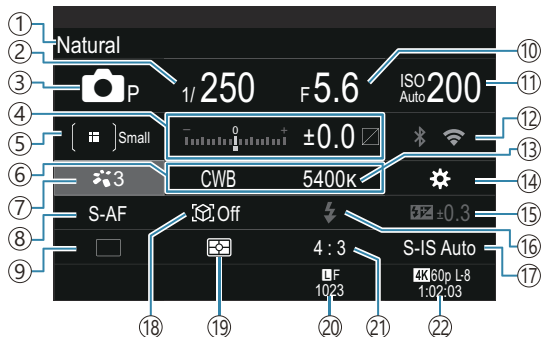 ① Natural
② 1/250 F5.6 ⑩ ISO Auto 200 ⑪
③ P
④ − 0 + ±0.0 ⑫
⑤ Small
⑥ CWB 5400K ⑬
⑦ 3 ⑭
⑧ S-AF Off ±0.3 ⑮
⑯
⑨ 4:3 S-IS Auto ⑰
L F 4K 60p L-8
1023 1:02:03
⑱ ⑲ ⑳ ㉑ ㉒